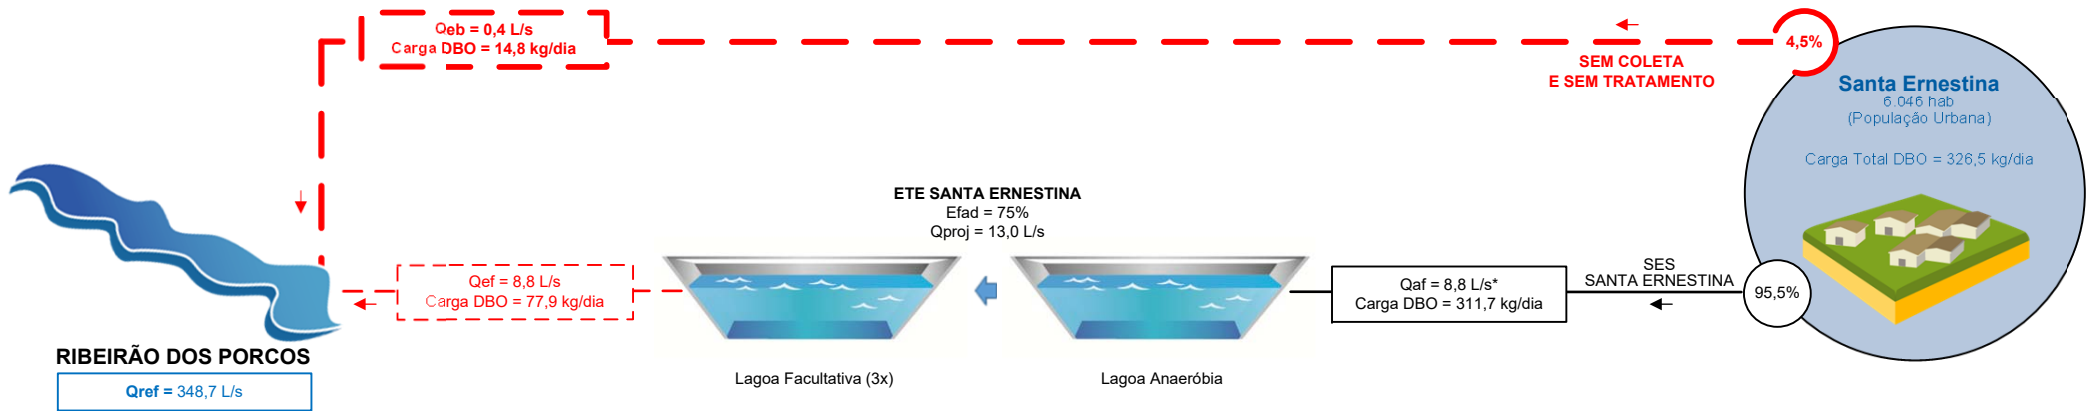 Qeb = 0,4 L/s
Carga DBO = 14,8 kg/dia
SEM COLETA
E SEM TRATAMENTO
4,5%
Santa Ernestina
6.046 hab
(População Urbana)
Carga Total DBO = 326,5 kg/dia
ETE SANTA ERNESTINA
Efad = 75%
Qproj = 13,0 L/s
Qef = 8,8 L/s
Carga DBO = 77,9 kg/dia
Qaf = 8,8 L/s*
Carga DBO = 311,7 kg/dia
SES
SANTA ERNESTINA
95,5%
RIBEIRÃO DOS PORCOS
Qref = 348,7 L/s
Lagoa Facultativa (3x)
Lagoa Anaeróbia